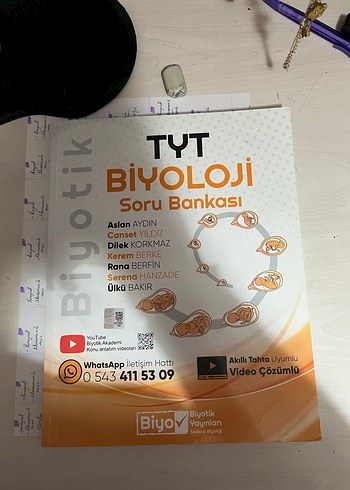 Biyotik
TYT
BİYOLOJİ
Soru Bankası
Aslan AYDIN
Canset YILDIZ
Dilek KORKMAZ
Kerem BERKE
Rana BERFİN
Serena HANZADE
Ülkü BAKIR
YouTube
Biyotik Akademi
Konu anlatım videoları
WhatsApp İletişim Hattı
0 543 411 53 09
Akıllı Tahta Uyumlu
Video Çözümlü
Biyo
Biyotik
Yayınları
Sadece Biyoloji